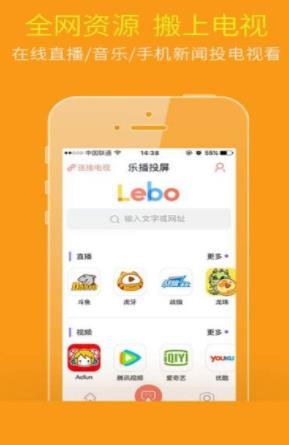 全网资源 搬上电视
在线直播/音乐/手机新闻投电视看
中国联通 14:38 55%
连接电视 乐播投屏
Lebo
输入文字或网址
直播 更多
斗鱼 虎牙 战旗 龙珠
视频 更多
AcFun 腾讯视频 爱奇艺 优酷
iQIYI
YOUKU